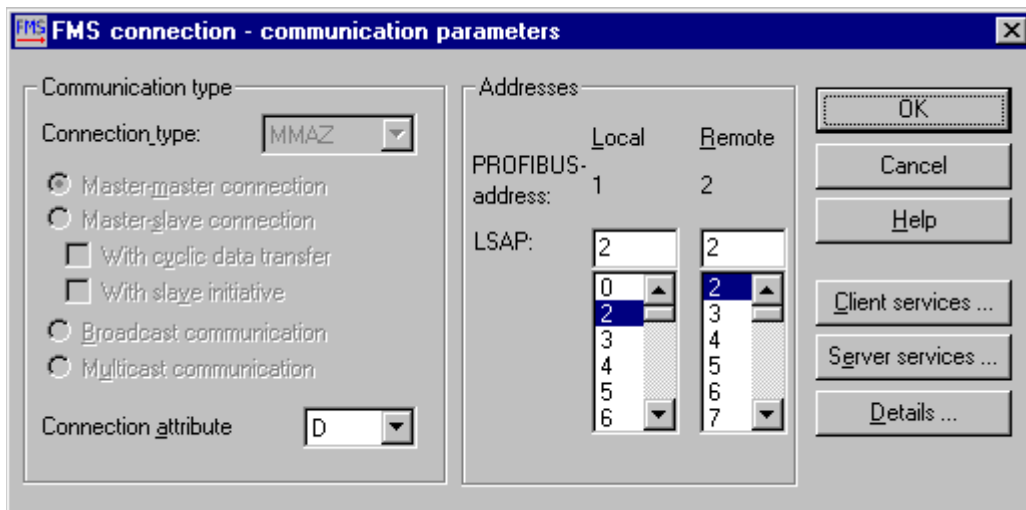 FMS FMS connection - communication parameters
Communication type
Connection type: MMAZ
Master-master connection
Master-slave connection
With cyclic data transfer
With slave initiative
Broadcast communication
Multicast communication
Connection attribute D
Addresses
Local Remote
PROFIBUS-
address: 1 2
LSAP: 2 2
0 2
2 3
3 4
4 5
5 6
6 7
OK
Cancel
Help
Client services ...
Server services ...
Details ...